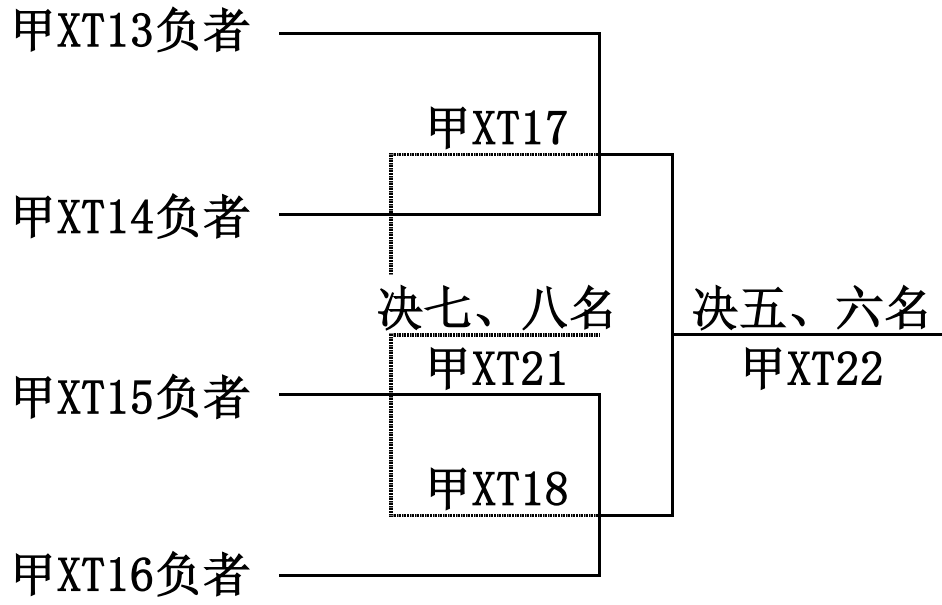 甲XT13负者
甲XT17
甲XT14负者
决七、八名
决五、六名
甲XT21
甲XT22
甲XT15负者
甲XT18
甲XT16负者